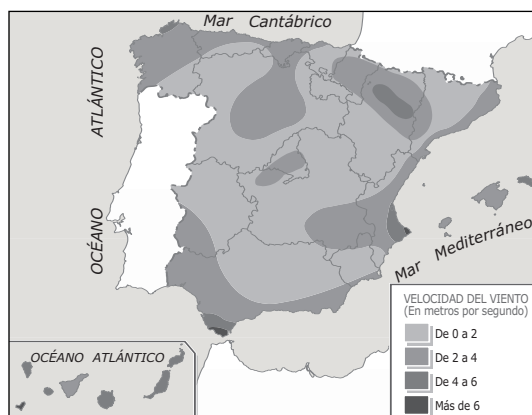 Mar Cantábrico
OCÉANO ATLÁNTICO
Mar Mediterráneo
OCÉANO ATLÁNTICO
VELOCIDAD DEL VIENTO
(En metros por segundo)
De 0 a 2
De 2 a 4
De 4 a 6
Más de 6